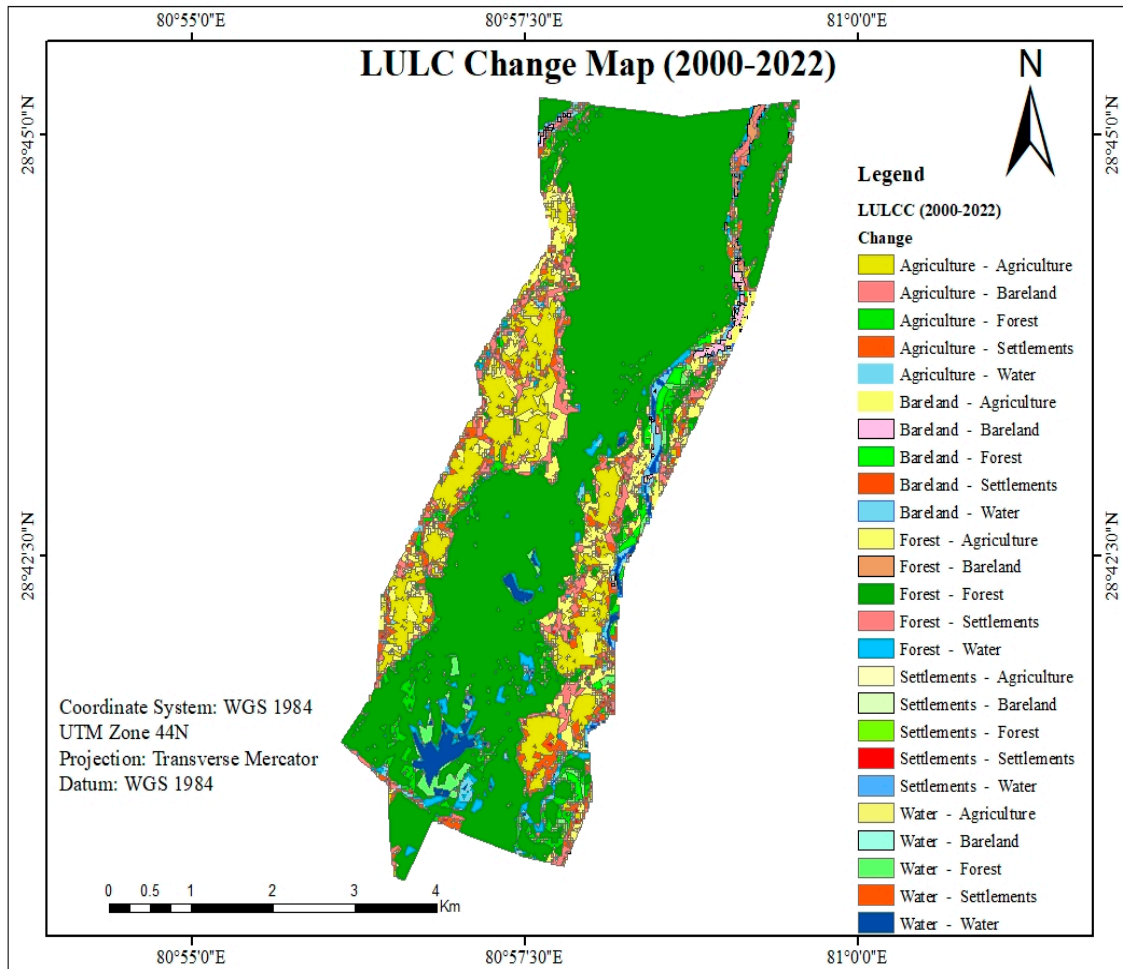 80°55'0"E 80°57'30"E 81°0'0"E
LULC Change Map (2000-2022)
N
28°45'0"N 28°45'0"N
Legend
LULCC (2000-2022)
Change
Agriculture - Agriculture
Agriculture - Bareland
Agriculture - Forest
Agriculture - Settlements
Agriculture - Water
Bareland - Agriculture
Bareland - Bareland
Bareland - Forest
Bareland - Settlements
Bareland - Water
Forest - Agriculture
Forest - Bareland
Forest - Forest
Forest - Settlements
Forest - Water
Settlements - Agriculture
Settlements - Bareland
Settlements - Forest
Settlements - Settlements
Settlements - Water
Water - Agriculture
Water - Bareland
Water - Forest
Water - Settlements
Water - Water
28°42'30"N 28°42'30"N
Coordinate System: WGS 1984
UTM Zone 44N
Projection: Transverse Mercator
Datum: WGS 1984
0 0.5 1 2 3 4
Km
80°55'0"E 80°57'30"E 81°0'0"E